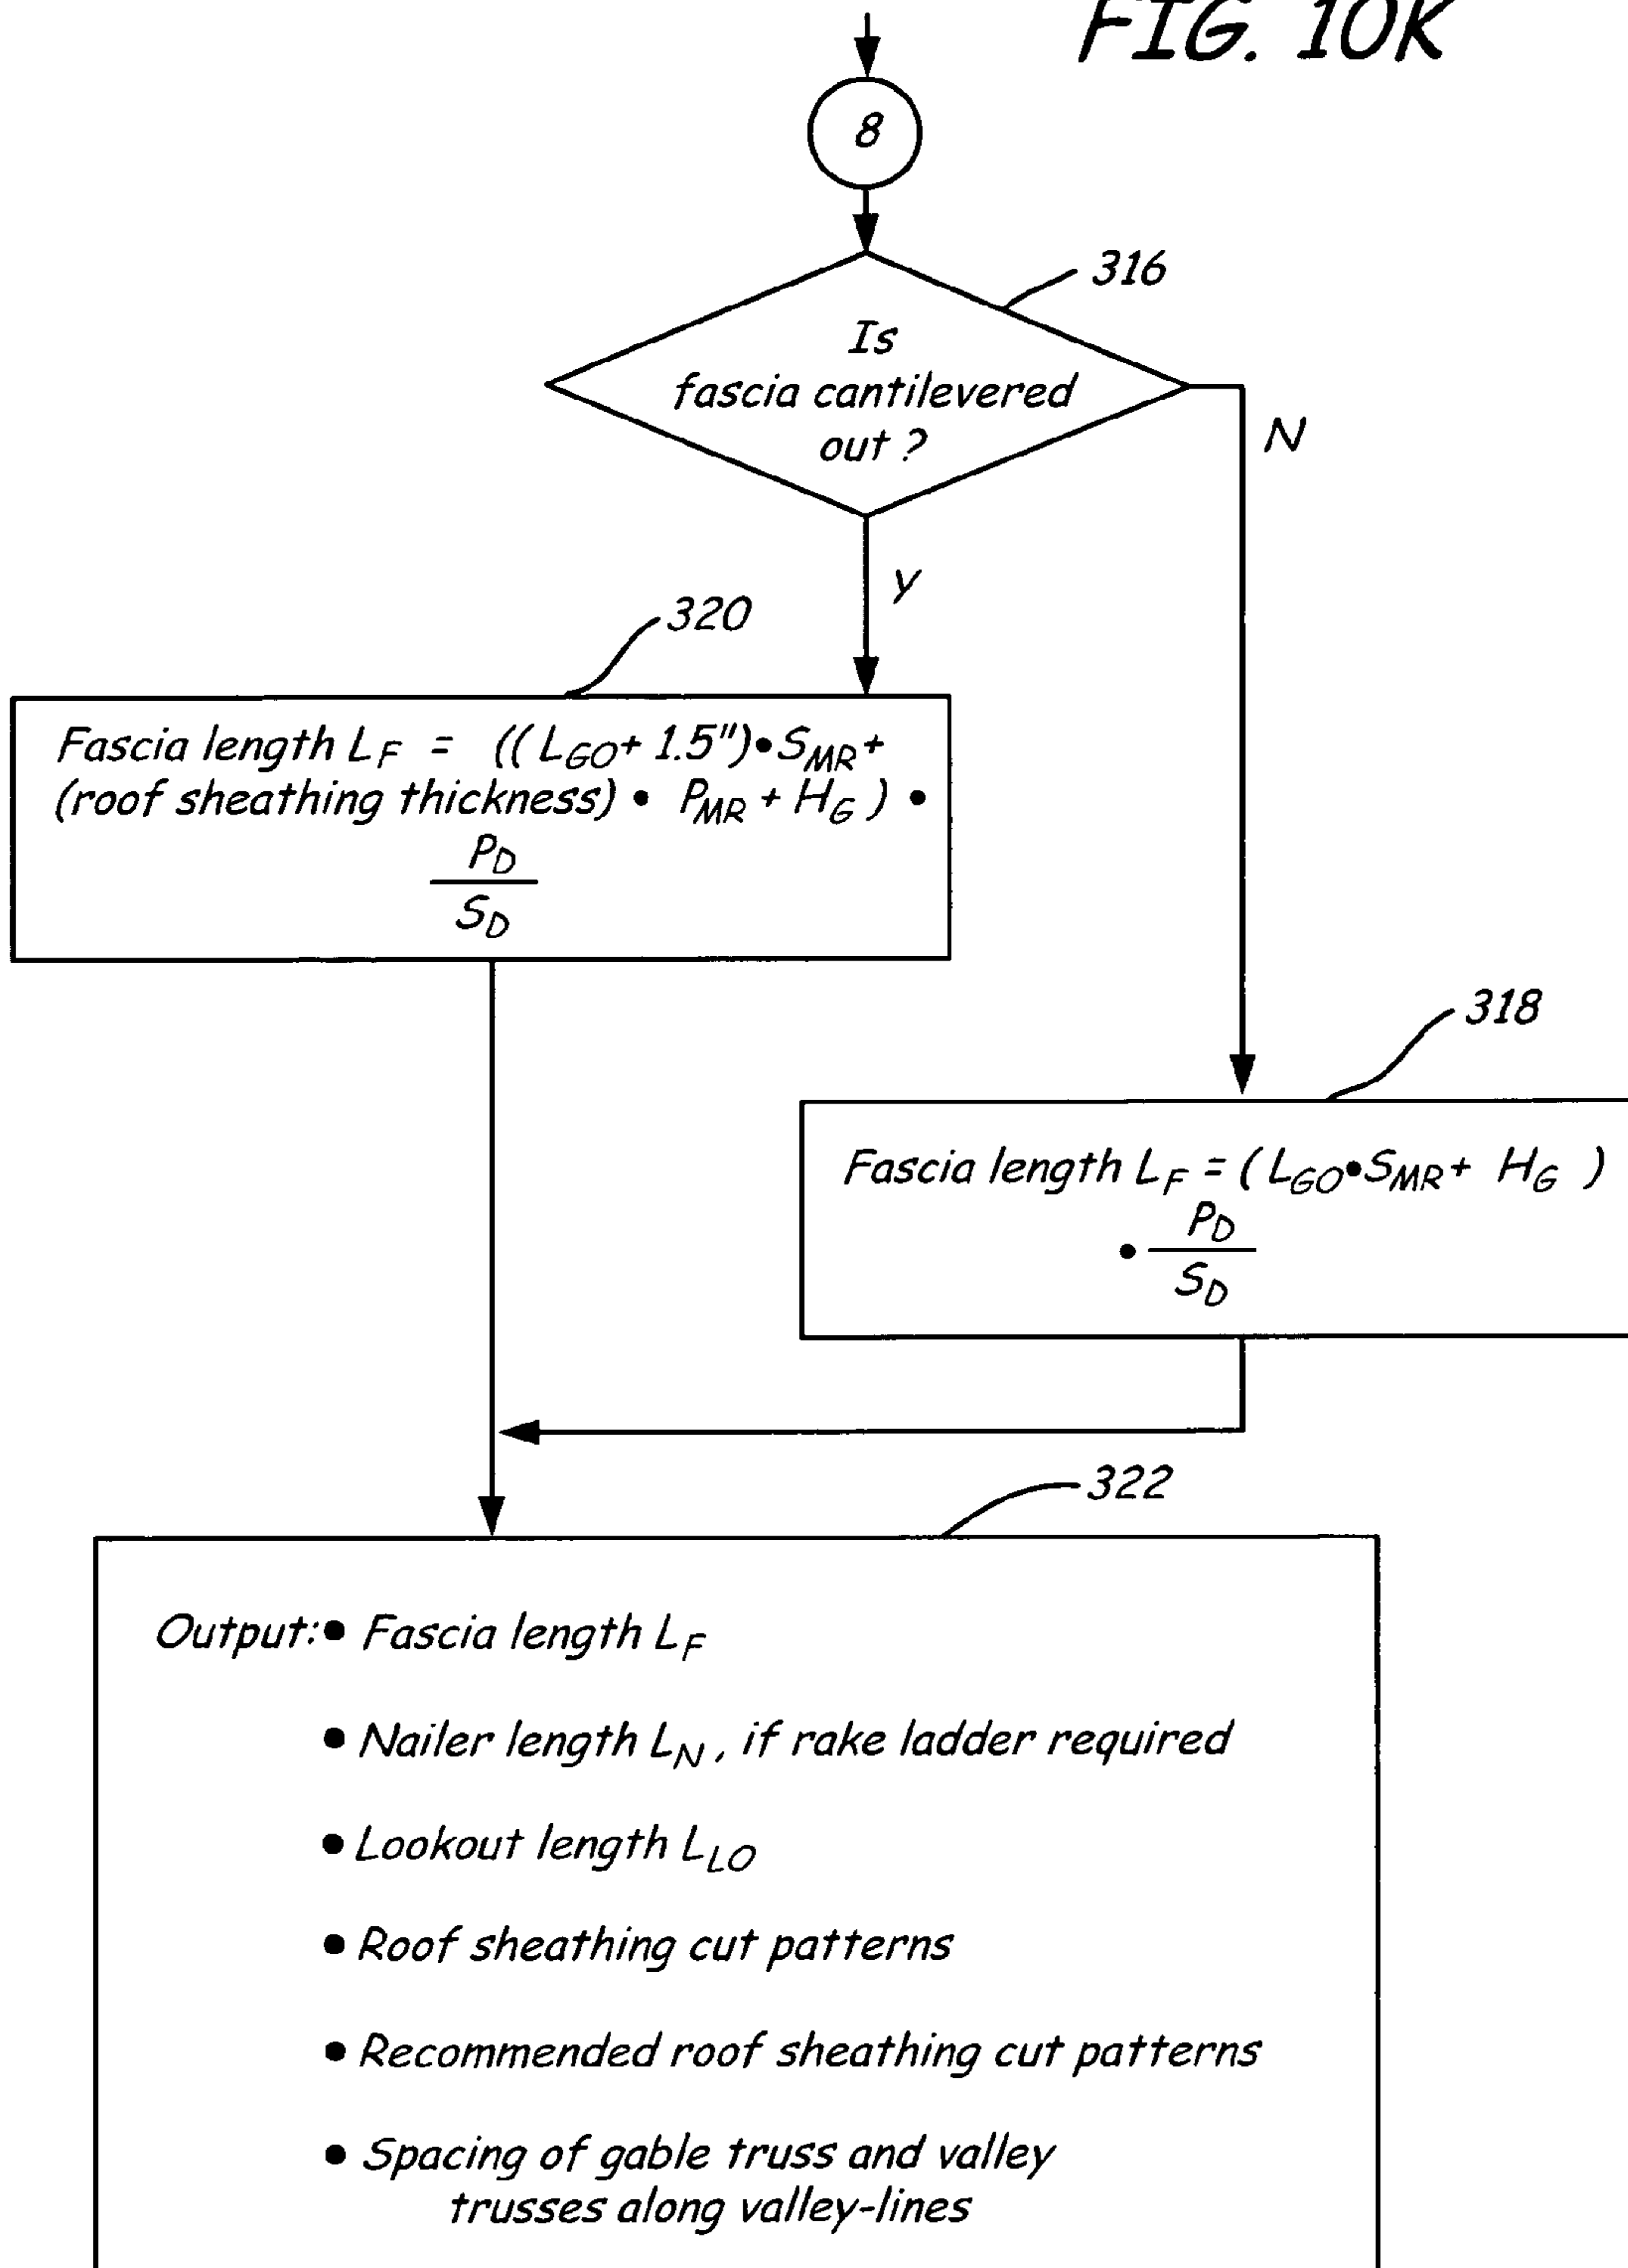 FIG. 10K
8
316
Is
fascia cantilevered
out ?
N
Y
320
Fascia length L_F = (( L_GO + 1.5")•S_MR +
(roof sheathing thickness) • P_MR + H_G ) •
P_D
S_D
318
Fascia length L_F = ( L_GO•S_MR + H_G )
• P_D
S_D
322
Output:• Fascia length L_F
• Nailer length L_N, if rake ladder required
• Lookout length L_LO
• Roof sheathing cut patterns
• Recommended roof sheathing cut patterns
• Spacing of gable truss and valley
trusses along valley-lines